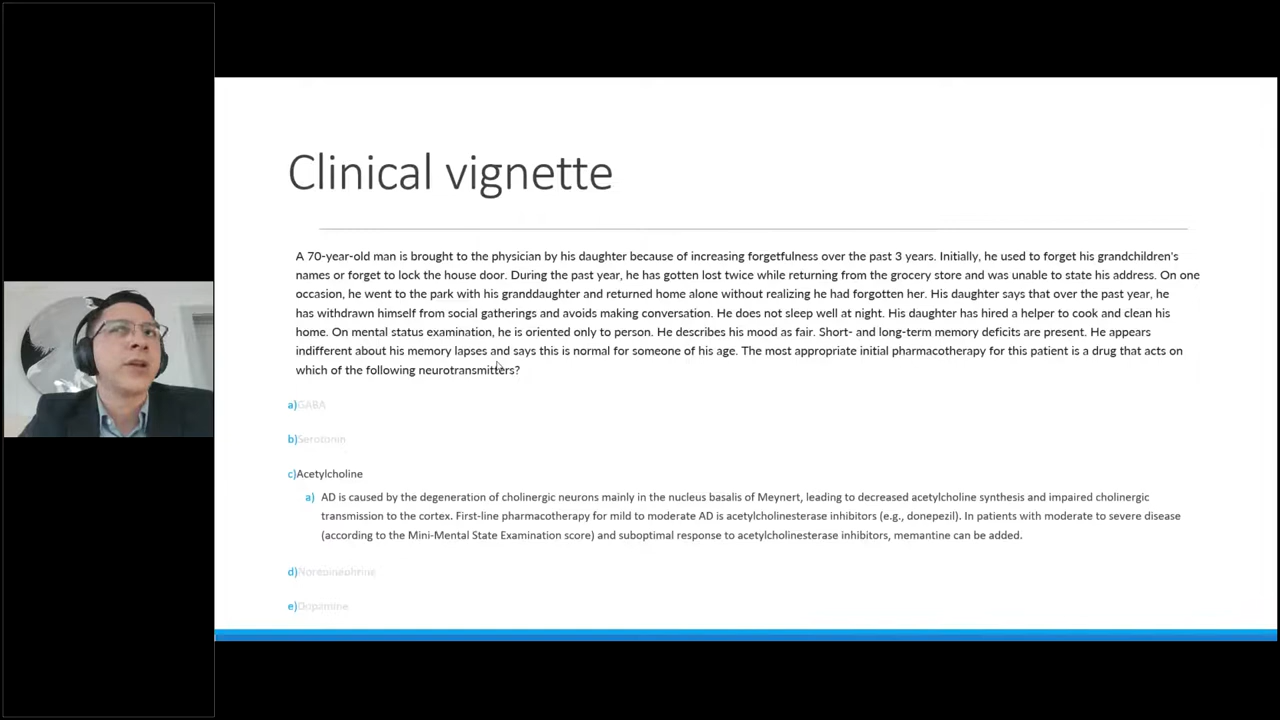 Clinical vignette
A 70-year-old man is brought to the physician by his daughter because of increasing forgetfulness over the past 3 years. Initially, he used to forget his grandchildren's
names or forget to lock the house door. During the past year, he has gotten lost twice while returning from the grocery store and was unable to state his address. On one
occasion, he went to the park with his granddaughter and returned home alone without realizing he had forgotten her. His daughter says that over the past year, he
has withdrawn himself from social gatherings and avoids making conversation. He does not sleep well at night. His daughter has hired a helper to cook and clean his
home. On mental status examination, he is oriented only to person. He describes his mood as fair. Short- and long-term memory deficits are present. He appears
indifferent about his memory lapses and says this is normal for someone of his age. The most appropriate initial pharmacotherapy for this patient is a drug that acts on
which of the following neurotransmitters?
a)GABA
b)Serotonin
c)Acetylcholine
a) AD is caused by the degeneration of cholinergic neurons mainly in the nucleus basalis of Meynert, leading to decreased acetylcholine synthesis and impaired cholinergic
transmission to the cortex. First-line pharmacotherapy for mild to moderate AD is acetylcholinesterase inhibitors (e.g., donepezil). In patients with moderate to severe disease
(according to the Mini-Mental State Examination score) and suboptimal response to acetylcholinesterase inhibitors, memantine can be added.
d)Norepinephrine
e)Dopamine